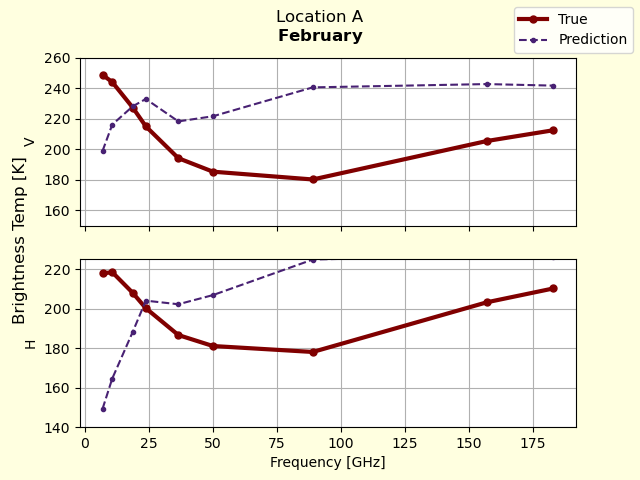 Location A
February
True
Prediction
260
240
220
200
180
160
V
Brightness Temp [K]
220
200
180
160
140
H
0 25 50 75 100 125 150 175
Frequency [GHz]